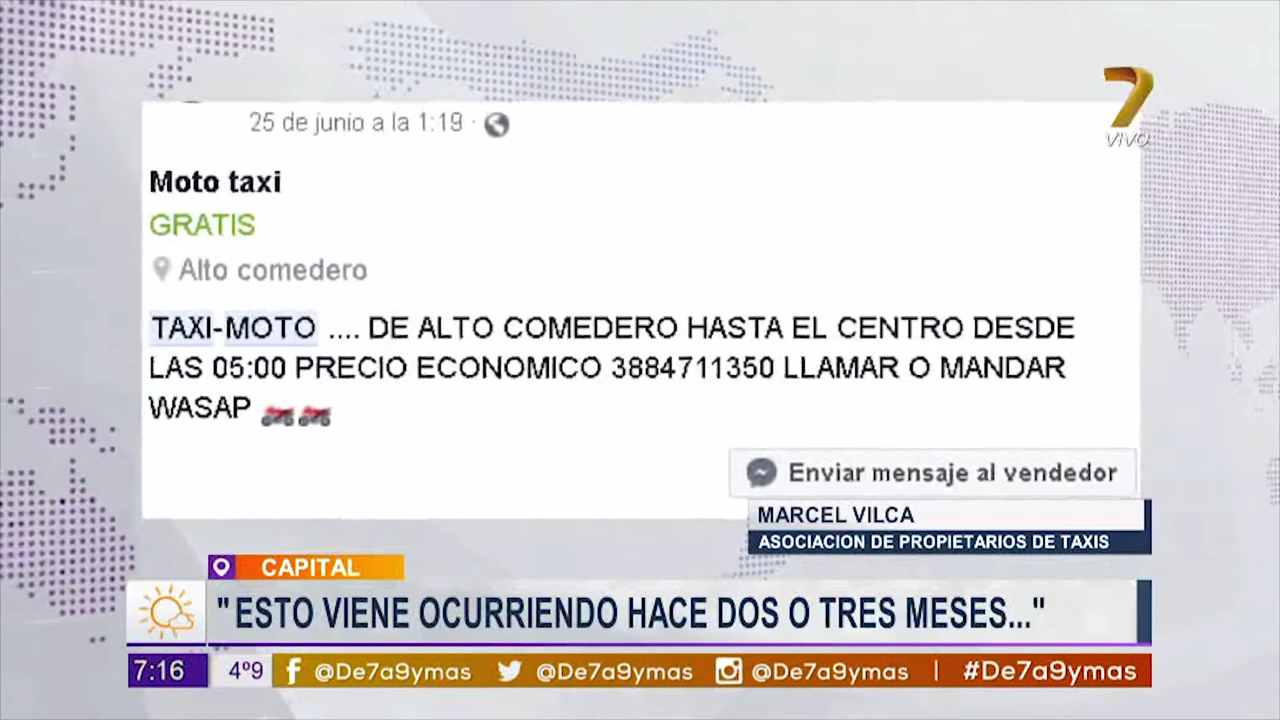 25 de junio a la 1:19 ·
7
VIVO
Moto taxi
GRATIS
Alto comedero
TAXI-MOTO .... DE ALTO COMEDERO HASTA EL CENTRO DESDE
LAS 05:00 PRECIO ECONOMICO 3884711350 LLAMAR O MANDAR
WASAP
Enviar mensaje al vendedor
MARCEL VILCA
ASOCIACION DE PROPIETARIOS DE TAXIS
CAPITAL
"ESTO VIENE OCURRIENDO HACE DOS O TRES MESES..."
7:16 4º9 @De7a9ymas @De7a9ymas @De7a9ymas | #De7a9ymas